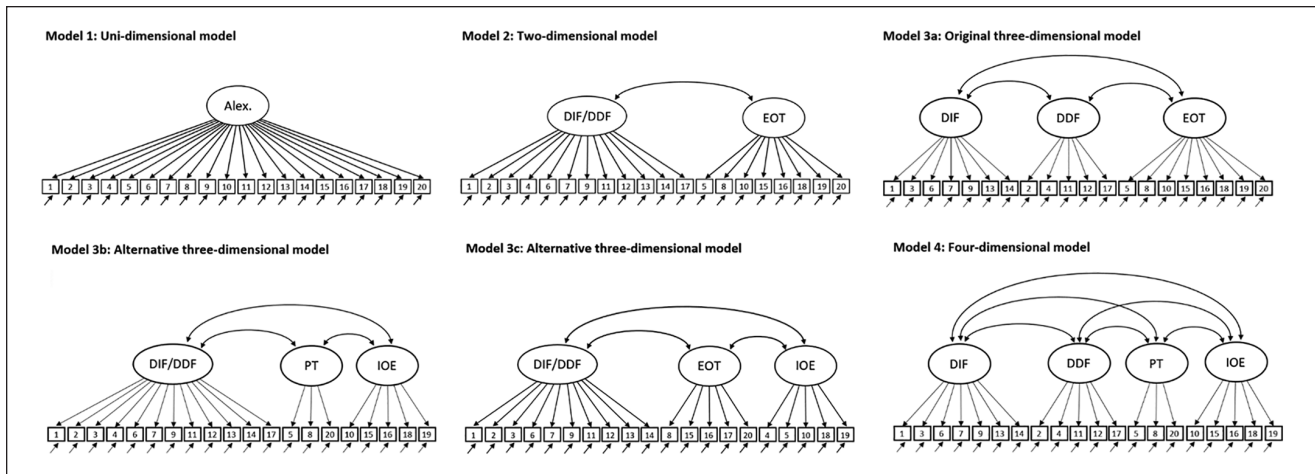 Model 1: Uni-dimensional model
Alex.
1 2 3 4 5 6 7 8 9 10 11 12 13 14 15 16 17 18 19 20
Model 2: Two-dimensional model
DIF/DDF EOT
1 2 3 4 6 7 9 11 12 13 14 17 5 8 10 15 16 18 19 20
Model 3a: Original three-dimensional model
DIF DDF EOT
1 3 6 7 9 13 14 2 4 11 12 17 5 8 10 15 16 18 19 20
Model 3b: Alternative three-dimensional model
DIF/DDF PT IOE
1 2 3 4 6 7 9 11 12 13 14 17 5 8 20 10 15 16 18 19
Model 3c: Alternative three-dimensional model
DIF/DDF EOT IOE
1 2 3 6 7 9 11 12 13 14 8 15 16 17 20 4 5 10 18 19
Model 4: Four-dimensional model
DIF DDF PT IOE
1 3 6 7 9 13 14 2 4 11 12 17 5 8 20 10 15 16 18 19